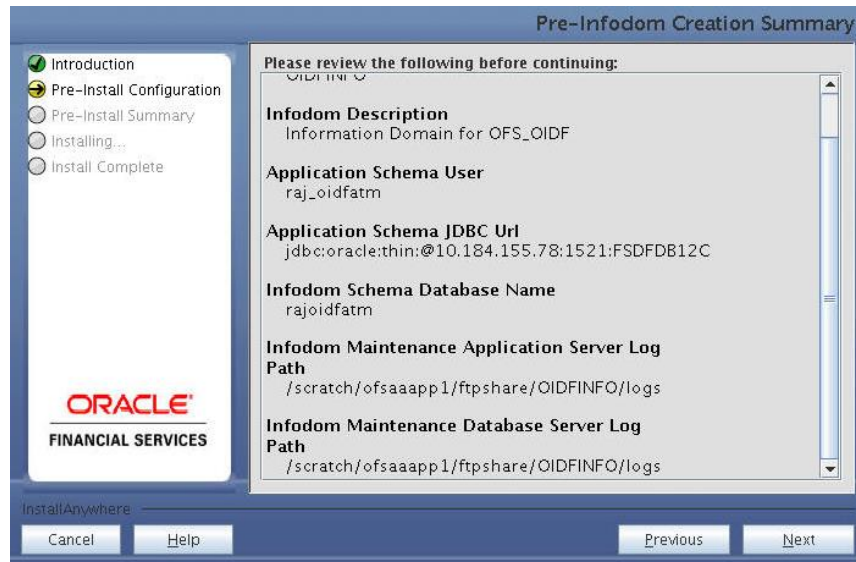 Pre-Infodom Creation Summary
Introduction
Pre-Install Configuration
Pre-Install Summary
Installing...
Install Complete
ORACLE®
FINANCIAL SERVICES
Please review the following before continuing:
OIDFINFO
Infodom Description
Information Domain for OFS_OIDF
Application Schema User
raj_oidfatm
Application Schema JDBC Url
jdbc:oracle:thin:@10.184.155.78:1521:FSDFDB12C
Infodom Schema Database Name
rajoidfatm
Infodom Maintenance Application Server Log
Path
/scratch/ofsaaapp1/ftpshare/OIDFINFO/logs
Infodom Maintenance Database Server Log
Path
/scratch/ofsaaapp1/ftpshare/OIDFINFO/logs
InstallAnywhere
Cancel
Help
Previous
Next